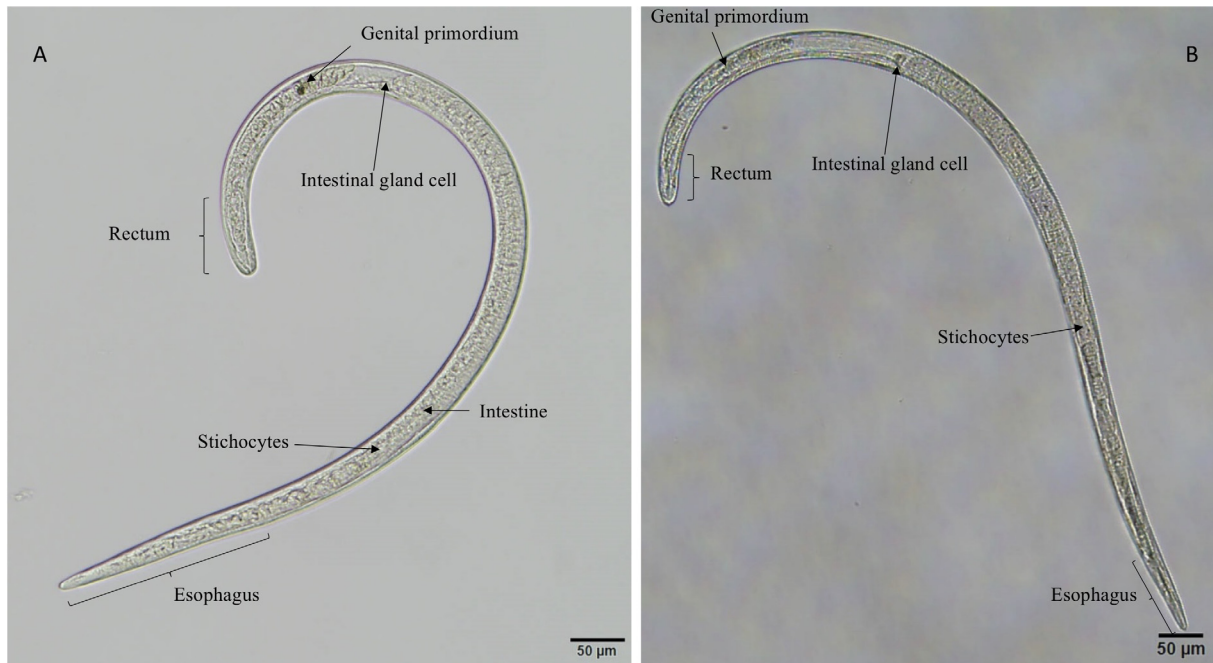 A
Genital primordium
Intestinal gland cell
Rectum
Intestine
Stichocytes
Esophagus
50 µm
Genital primordium
B
Intestinal gland cell
Rectum
Stichocytes
Esophagus
50 µm